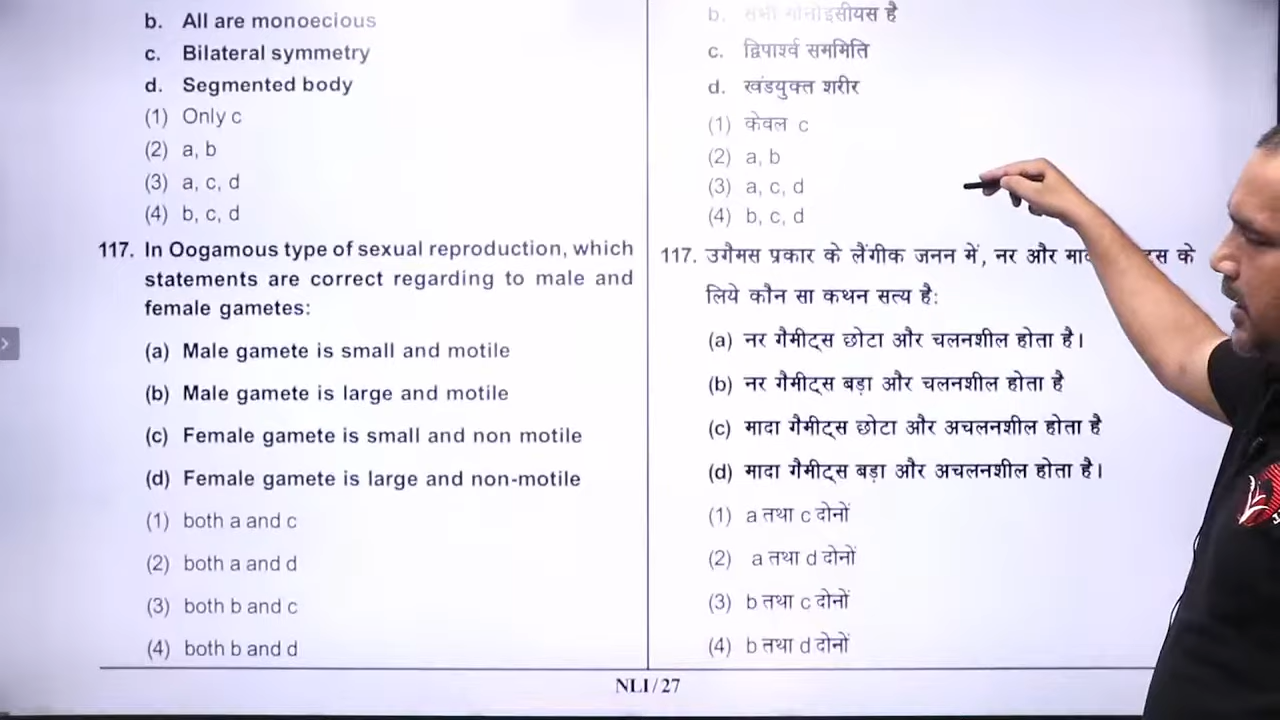 b. All are monoecious
c. Bilateral symmetry
d. Segmented body
(1) Only c
(2) a, b
(3) a, c, d
(4) b, c, d
117. In Oogamous type of sexual reproduction, which
statements are correct regarding to male and
female gametes:
(a) Male gamete is small and motile
(b) Male gamete is large and motile
(c) Female gamete is small and non motile
(d) Female gamete is large and non-motile
(1) both a and c
(2) both a and d
(3) both b and c
(4) both b and d
b. सभी मोनोइसीयस है
c. द्विपार्श्व सममिति
d. खंडयुक्त शरीर
(1) केवल c
(2) a, b
(3) a, c, d
(4) b, c, d
117. उगैमस प्रकार के लैंगीक जनन में, नर और के
लिये कौन सा कथन सत्य है:
(a) नर गैमीट्स छोटा और चलनशील होता है।
(b) नर गैमीट्स बड़ा और चलनशील होता है
(c) मादा गैमीट्स छोटा और अचलनशील होता है
(d) मादा गैमीट्स बड़ा और अचलनशील होता है।
(1) a तथा c दोनों
(2) a तथा d दोनों
(3) b तथा c दोनों
(4) b तथा d दोनों
NLI/27